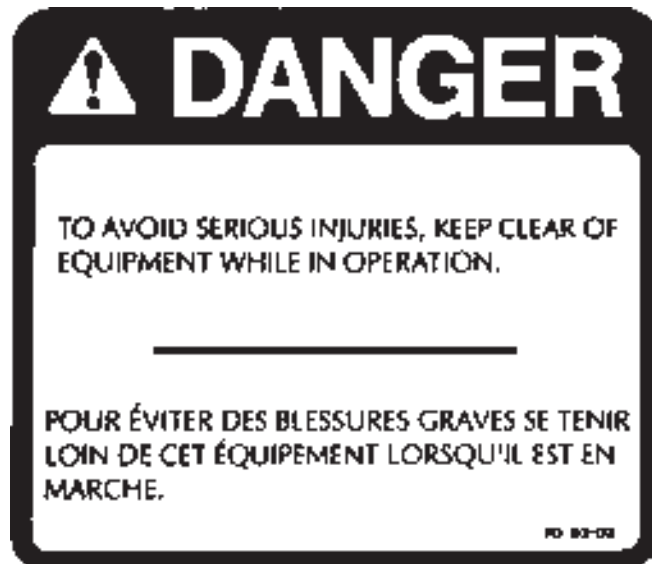 DANGER
TO AVOID SERIOUS INJURIES, KEEP CLEAR OF
EQUIPMENT WHILE IN OPERATION.
POUR ÉVITER DES BLESSURES GRAVES SE TENIR
LOIN DE CET ÉQUIPEMENT LORSQU'IL EST EN
MARCHE.